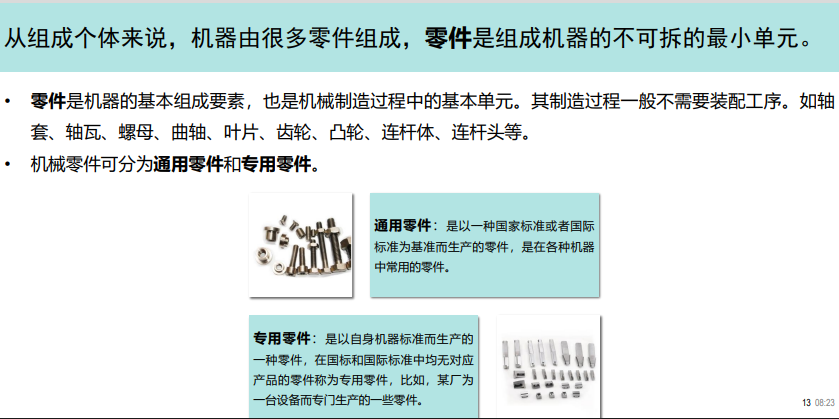 从组成个体来说，机器由很多零件组成，零件是组成机器的不可拆的最小单元。
• 零件是机器的基本组成要素，也是机械制造过程中的基本单元。其制造过程一般不需要装配工序。如轴
套、轴瓦、螺母、曲轴、叶片、齿轮、凸轮、连杆体、连杆头等。
• 机械零件可分为通用零件和专用零件。
通用零件：是以一种国家标准或者国际
标准为基准而生产的零件，是在各种机器
中常用的零件。
专用零件：是以自身机器标准而生产的
一种零件，在国标和国际标准中均无对应
产品的零件称为专用零件，比如，某厂为
一台设备而专门生产的一些零件。
13 08:23